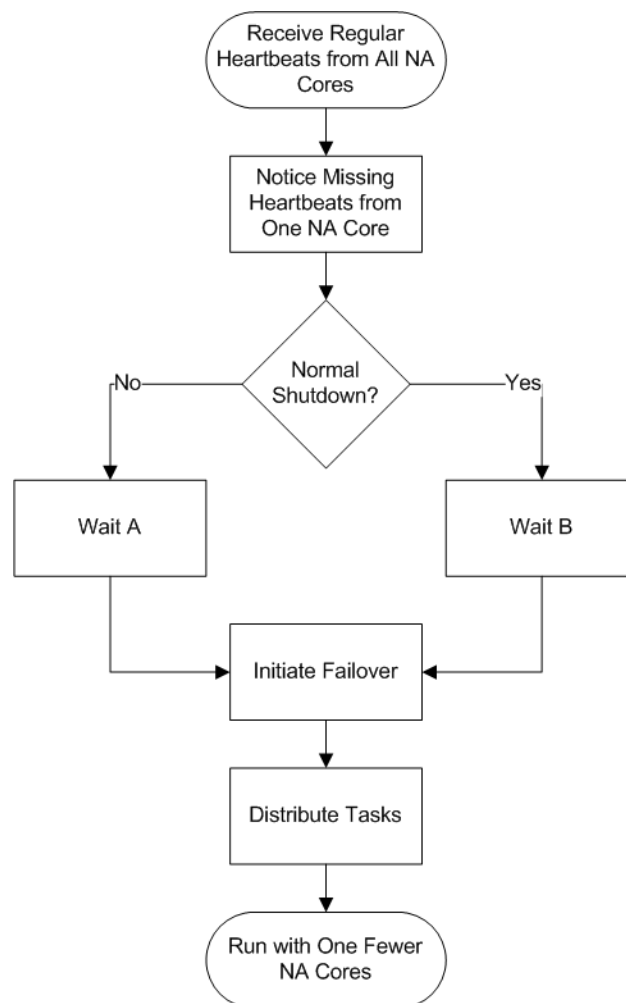 Receive Regular
Heartbeats from All NA
Cores
Notice Missing
Heartbeats from
One NA Core
Normal
Shutdown?
No
Yes
Wait A
Wait B
Initiate Failover
Distribute Tasks
Run with One Fewer
NA Cores